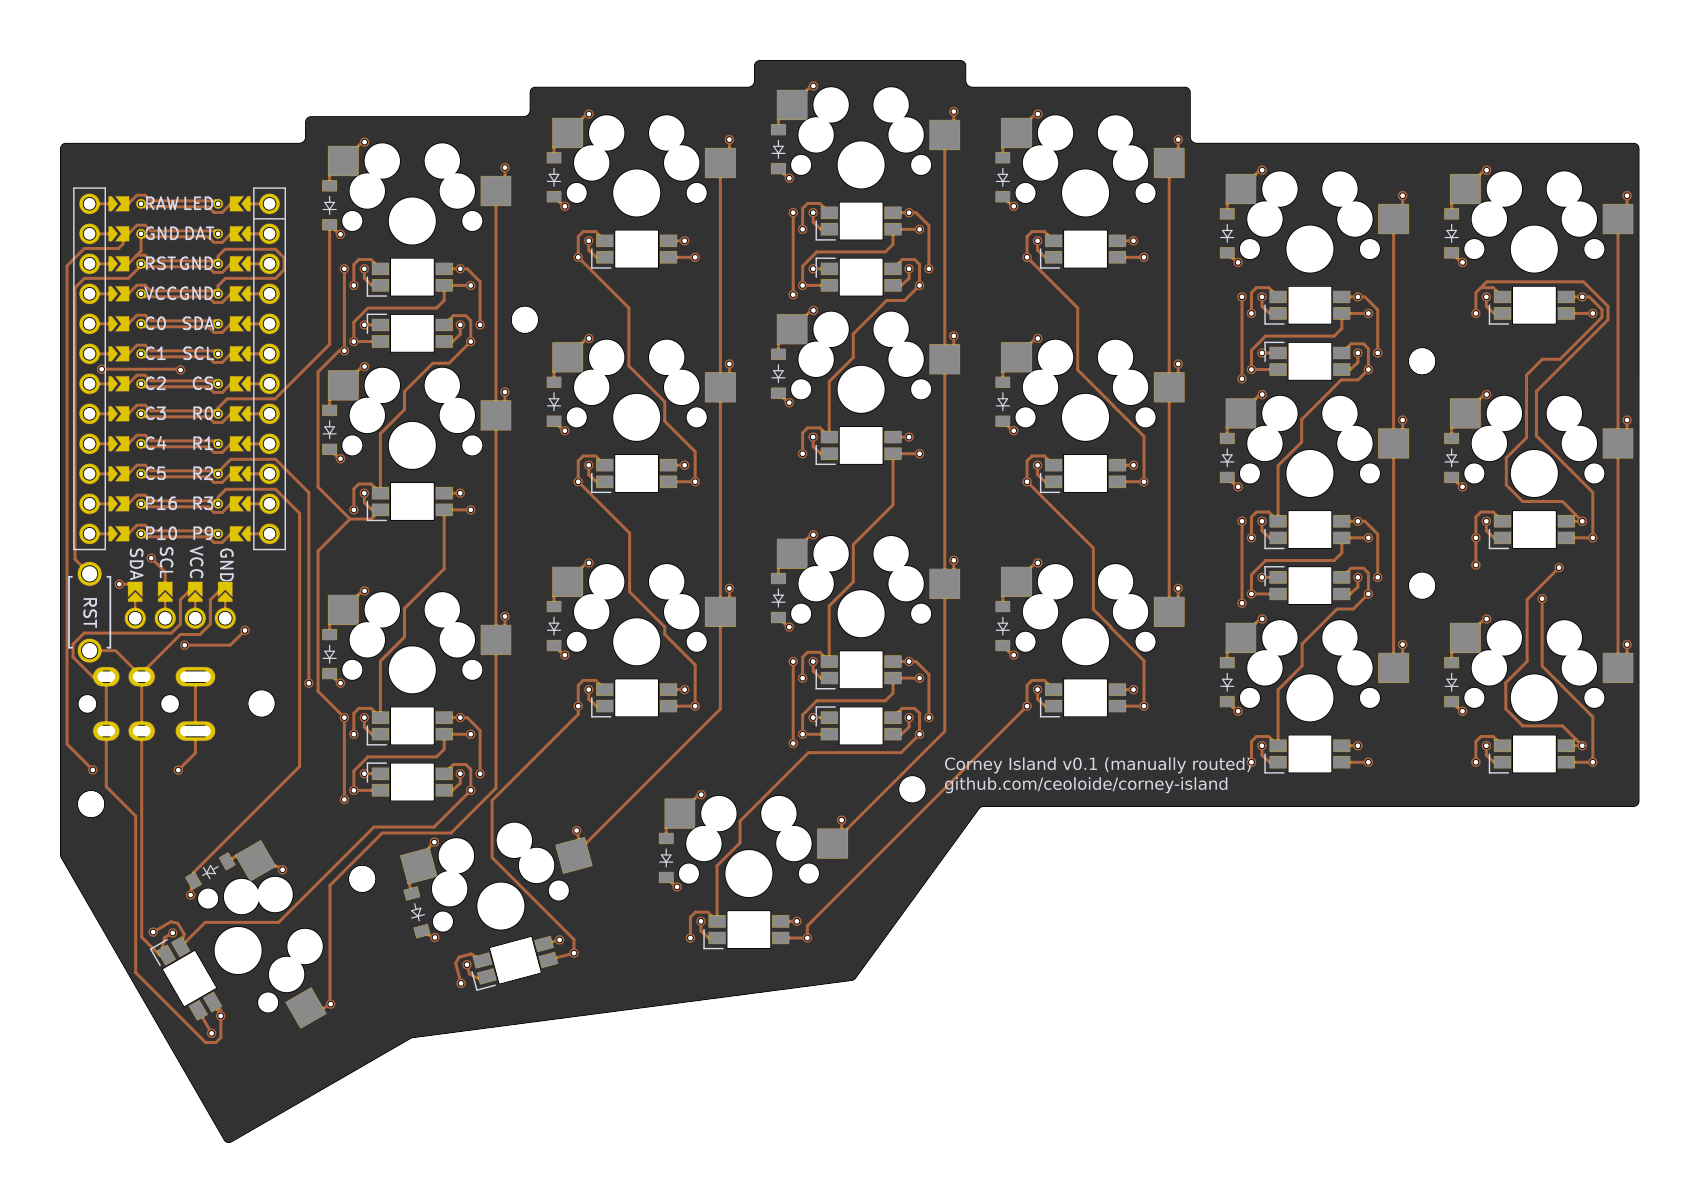 RAW LED
GND DAT
RST GND
VCC GND
C0 SDA
C1 SCL
C2 CS
C3 R0
C4 R1
C5 R2
P16 R3
P10 P9
SDA
SCL
VCC
GND
RST
Corney Island v0.1 (manually routed)
github.com/ceoloide/corney-island